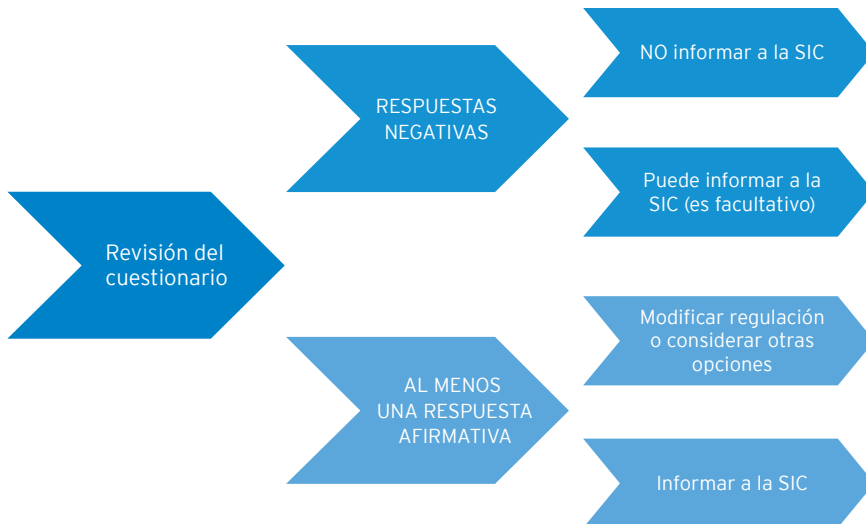 Revisión del
cuestionario
RESPUESTAS
NEGATIVAS
NO informar a la SIC
Puede informar a la
SIC (es facultativo)
AL MENOS
UNA RESPUESTA
AFIRMATIVA
Modificar regulación
o considerar otras
opciones
Informar a la SIC